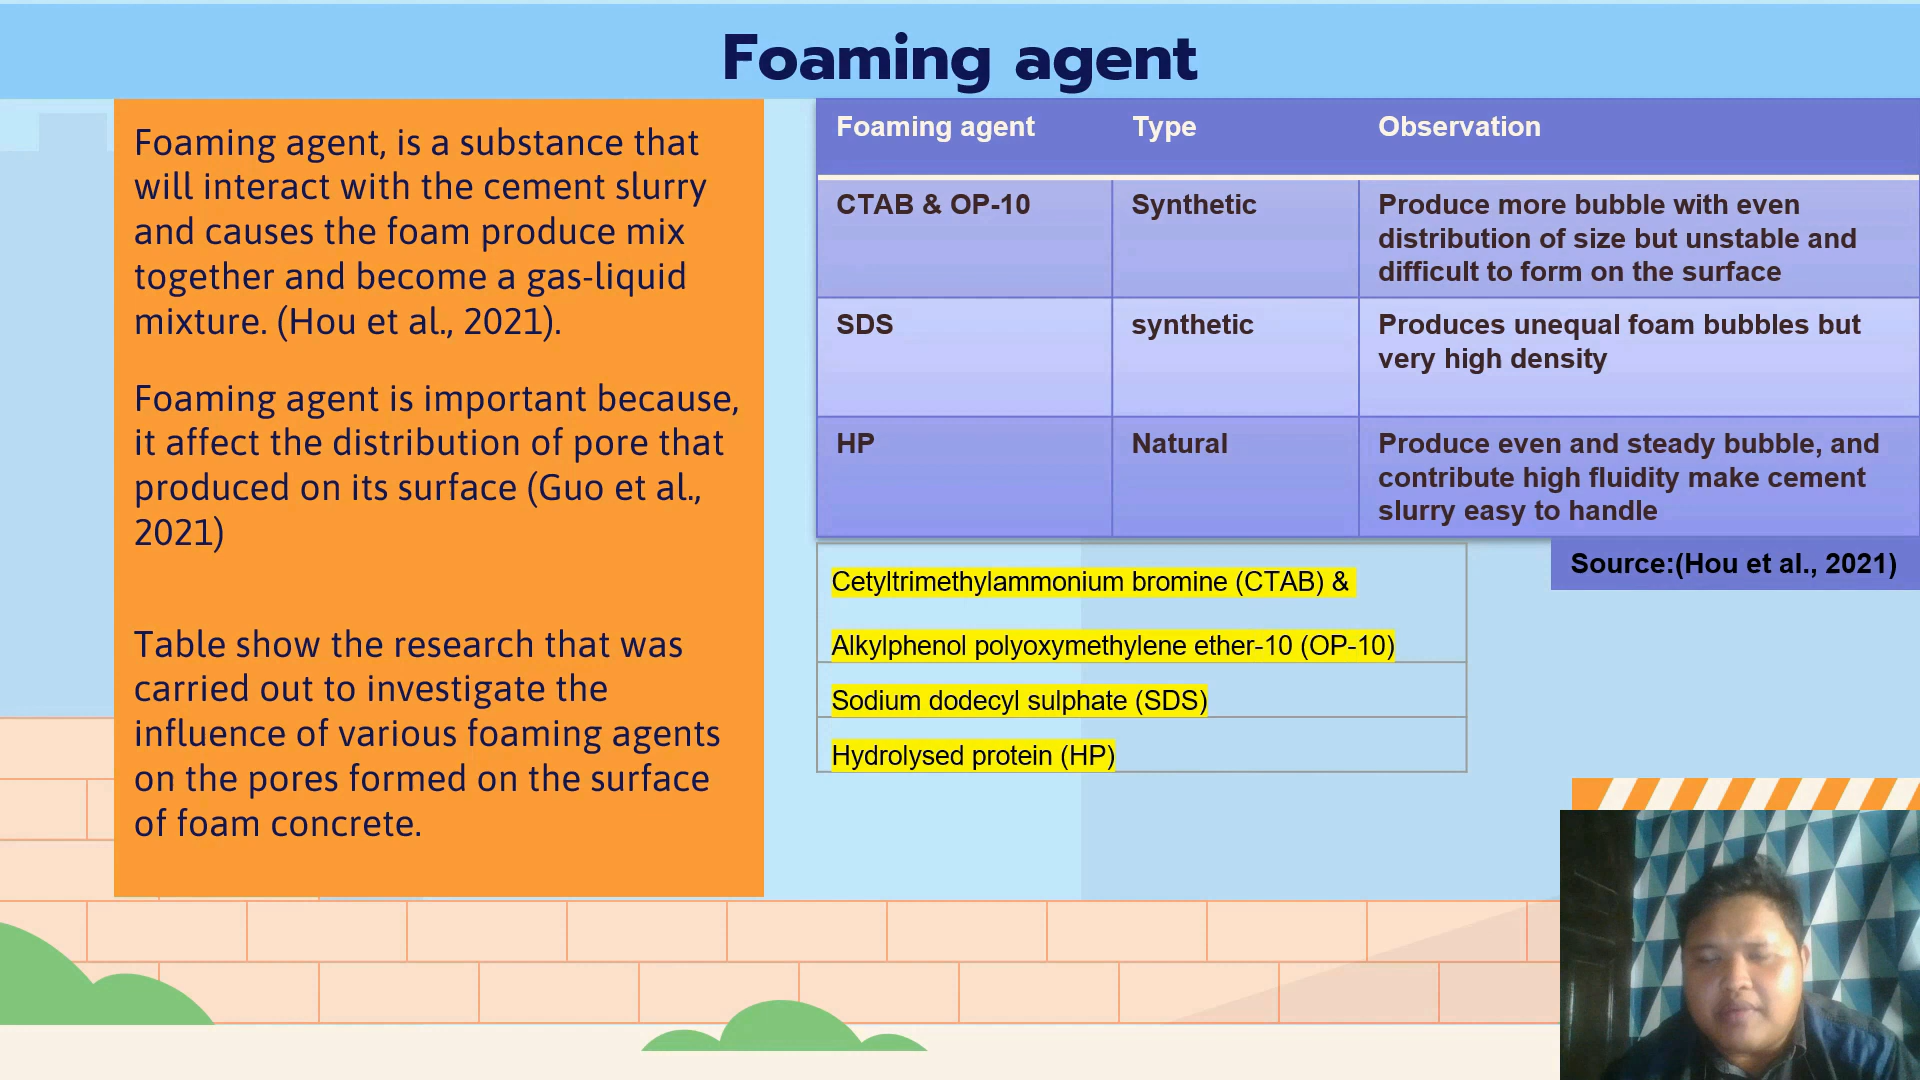 Foaming agent
Foaming agent, is a substance that
will interact with the cement slurry
and causes the foam produce mix
together and become a gas-liquid
mixture. (Hou et al., 2021).
Foaming agent is important because,
it affect the distribution of pore that
produced on its surface (Guo et al.,
2021)
Table show the research that was
carried out to investigate the
influence of various foaming agents
on the pores formed on the surface
of foam concrete.
Foaming agent Type Observation
CTAB & OP-10 Synthetic Produce more bubble with even
distribution of size but unstable and
difficult to form on the surface
SDS synthetic Produces unequal foam bubbles but
very high density
HP Natural Produce even and steady bubble, and
contribute high fluidity make cement
slurry easy to handle
Source:(Hou et al., 2021)
Cetyltrimethylammonium bromine (CTAB) &
Alkylphenol polyoxymethylene ether-10 (OP-10)
Sodium dodecyl sulphate (SDS)
Hydrolysed protein (HP)